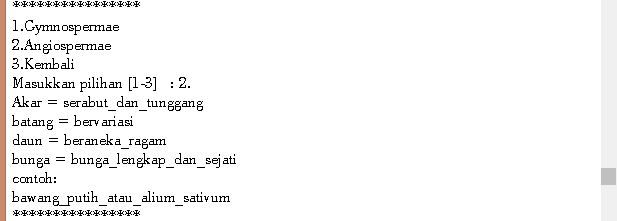 ****************
1.Gymnospermae
2.Angiospermae
3.Kembali
Masukkan pilihan [1-3]   : 2.
Akar = serabut_dan_tunggang
batang = bervariasi
daun = beraneka_ragam
bunga = bunga_lengkap_dan_sejati
contoh:
bawang_putih_atau_alium_sativum
****************